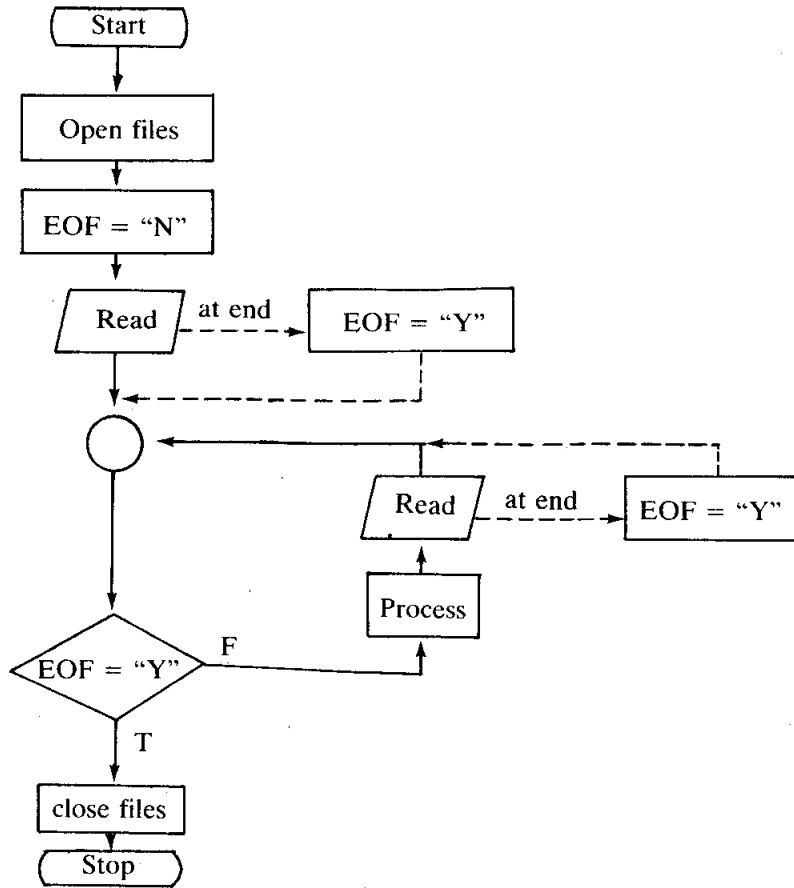 Start
Open files
EOF = “N”
Read
at end
EOF = “Y”
Read
at end
EOF = “Y”
Process
EOF = “Y”
F
T
close files
Stop